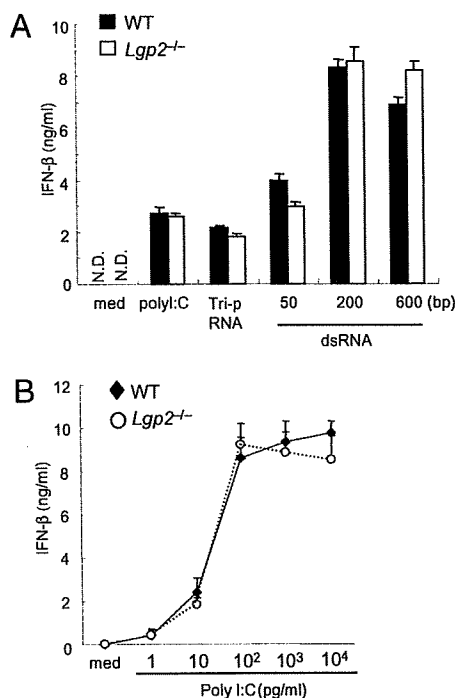 A
WT
Lgp2−/−
IFN-β (ng/ml)
10
8
6
4
2
0
N.D.
N.D.
med
polyI:C
Tri-p
RNA
50
200
600 (bp)
dsRNA
B
WT
Lgp2−/−
IFN-β (ng/ml)
12
10
8
6
4
2
0
med
1
10
10²
10³
10⁴
Poly I:C(pg/ml)